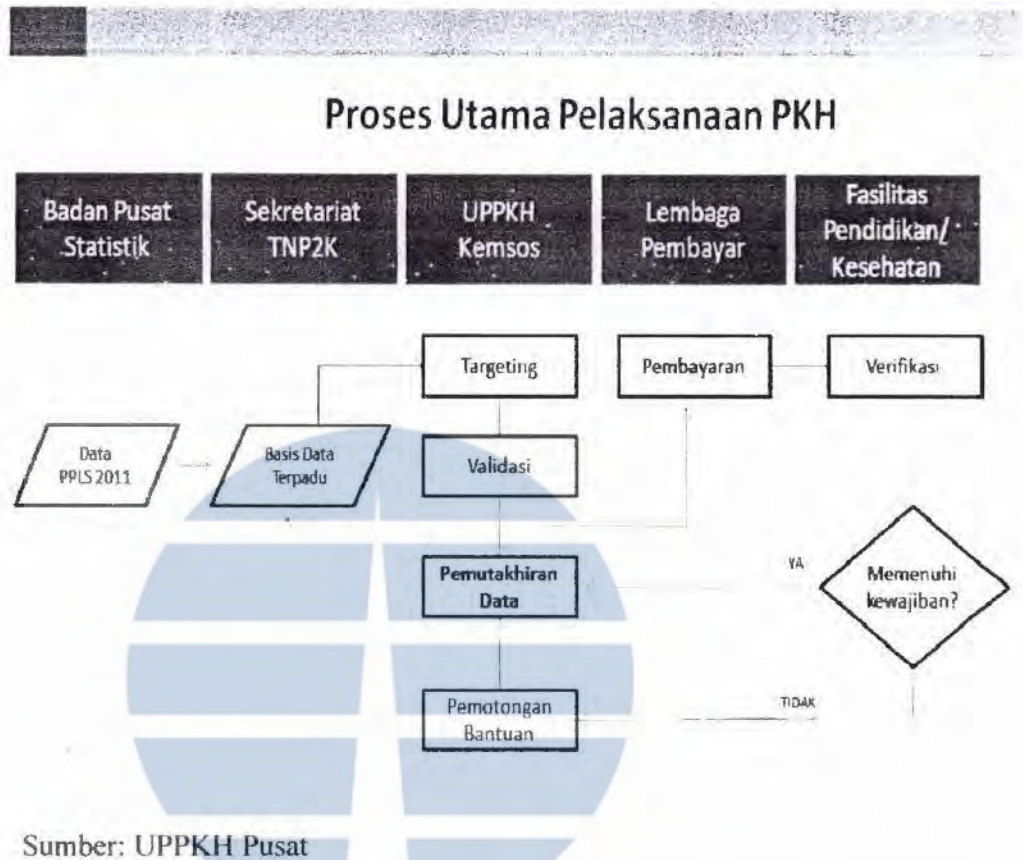 Proses Utama Pelaksanaan PKH
Badan Pusat
Statistik
Sekretariat
TNP2K
UPPKH
Kemsos
Lembaga
Pembayar
Fasilitas
Pendidikan/
Kesehatan
Targeting
Pembayaran
Verifikasi
Data
PPLS 2011
Basis Data
Terpadu
Validasi
Pemutakhiran
Data
YA
Memenuhi
kewajiban?
Pemotongan
Bantuan
TIDAK
Sumber: UPPKH Pusat